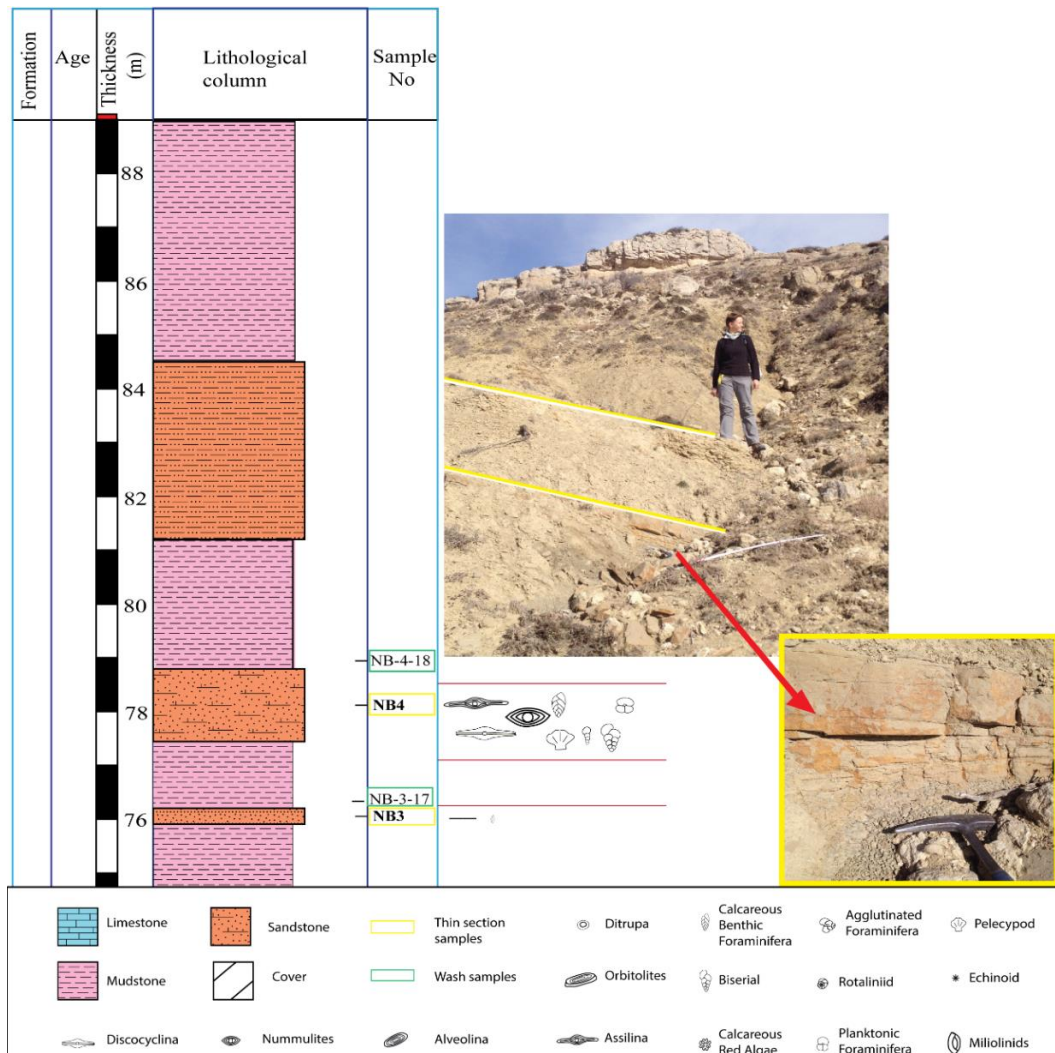 Formation
Age
Thickness
(m)
Lithological
column
Sample
No
88
86
84
82
80
NB-4-18
NB4
78
NB-3-17
NB3
76
Limestone
Sandstone
Thin section
samples
Ditrupa
Calcareous
Benthic
Foraminifera
Agglutinated
Foraminifera
Pelecypod
Mudstone
Cover
Wash samples
Orbitolites
Biserial
Rotaliniid
Echinoid
Discocyclina
Nummulites
Alveolina
Assilina
Calcareous
Red Algae
Planktonic
Foraminifera
Miliolinids